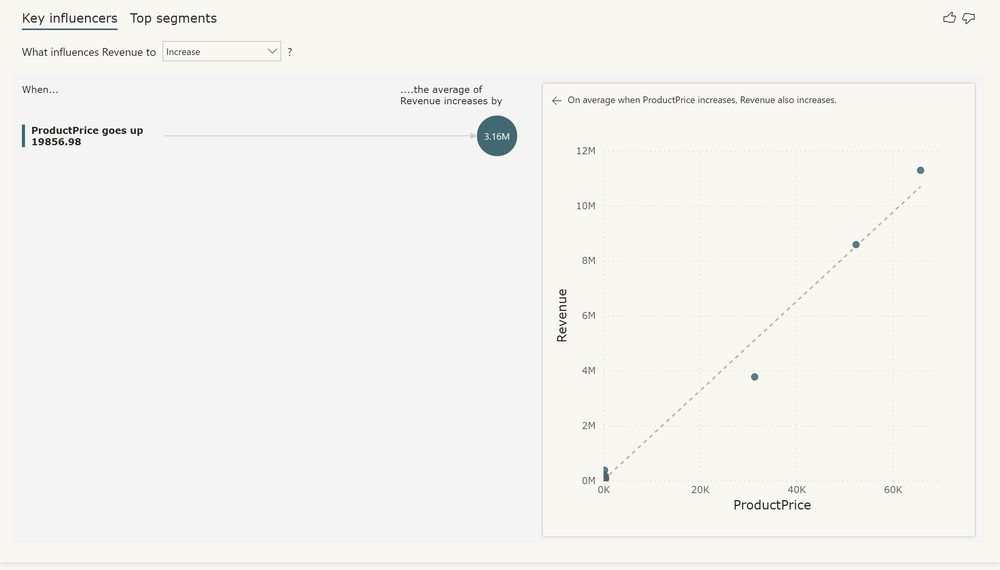 Key influencers Top segments
What influences Revenue to Increase ?
When...
....the average of
Revenue increases by
ProductPrice goes up
19856.98
3.16M
On average when ProductPrice increases, Revenue also increases.
12M
10M
8M
6M
4M
2M
0M
Revenue
0K 20K 40K 60K
ProductPrice